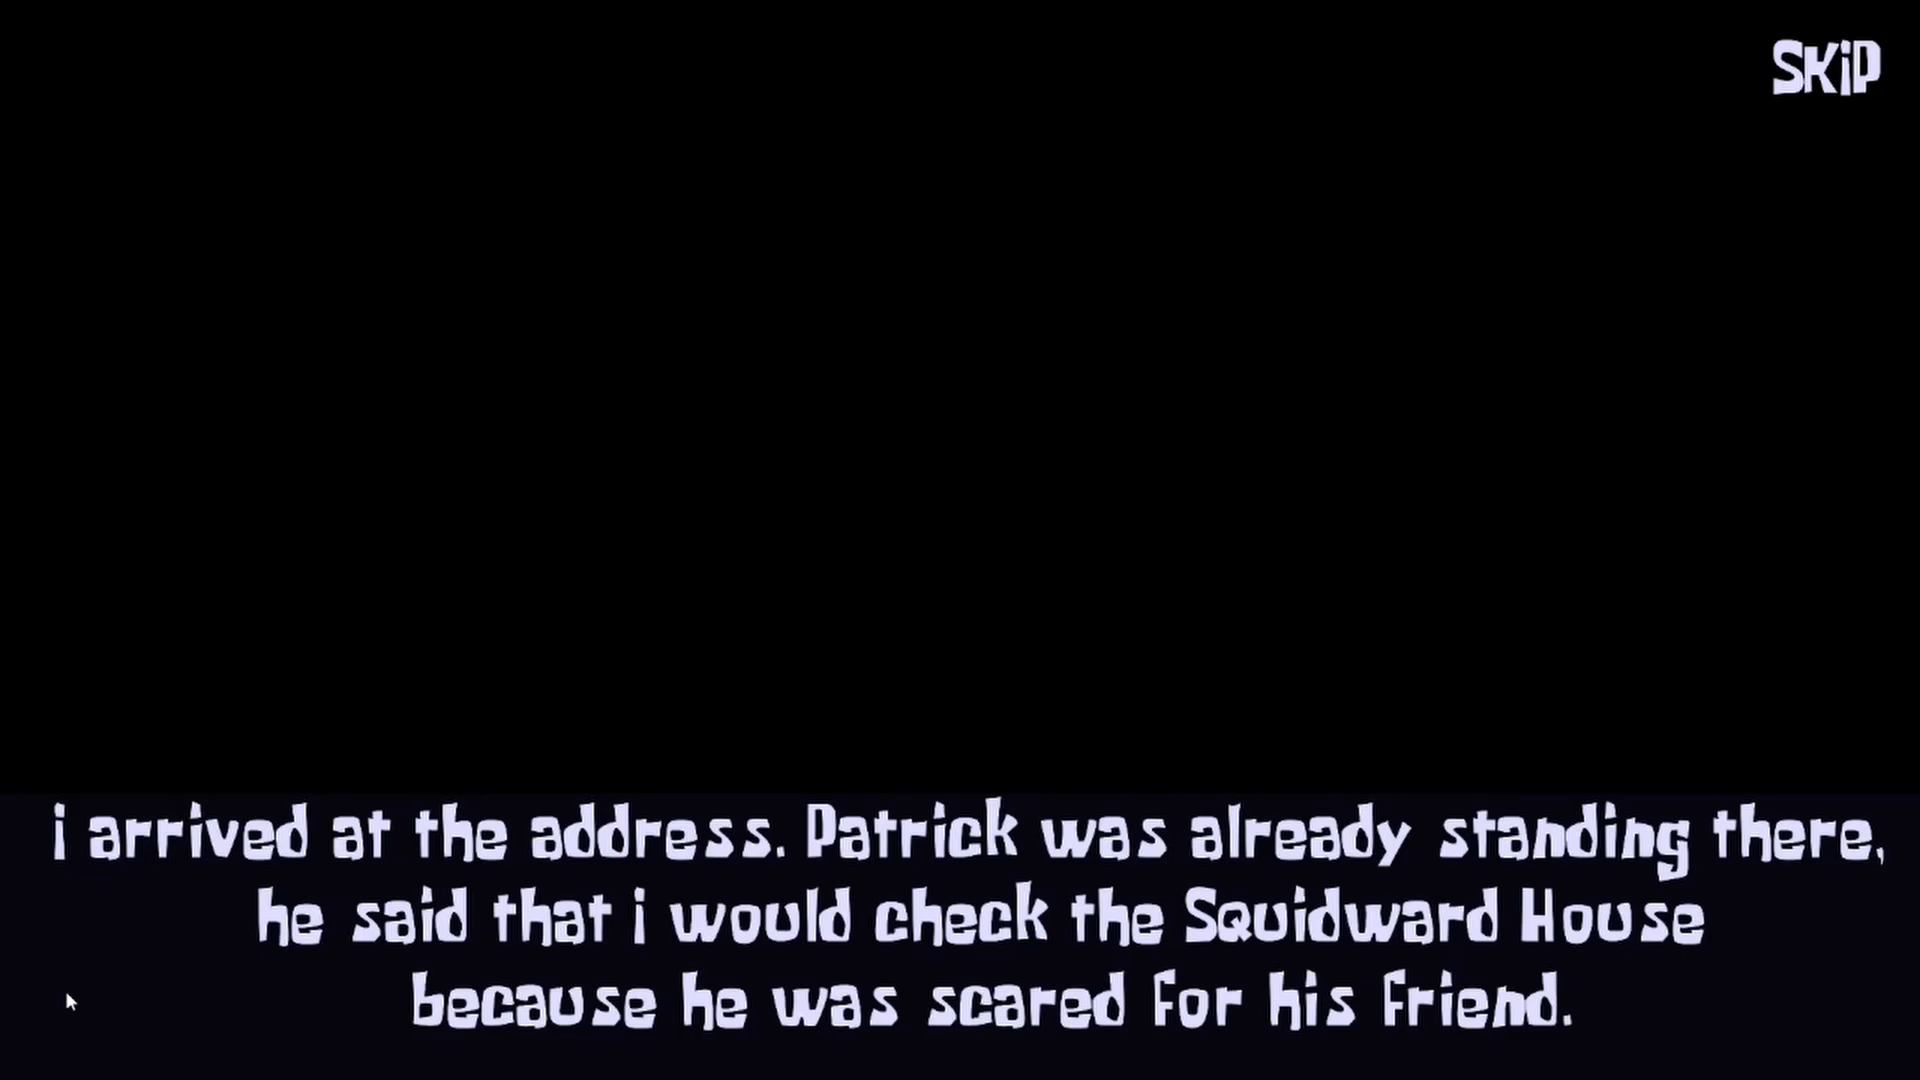 SKiP
i arrived at the address. Patrick was already standing there,
he said that i would check the Squidward House
because he was scared for his friend.